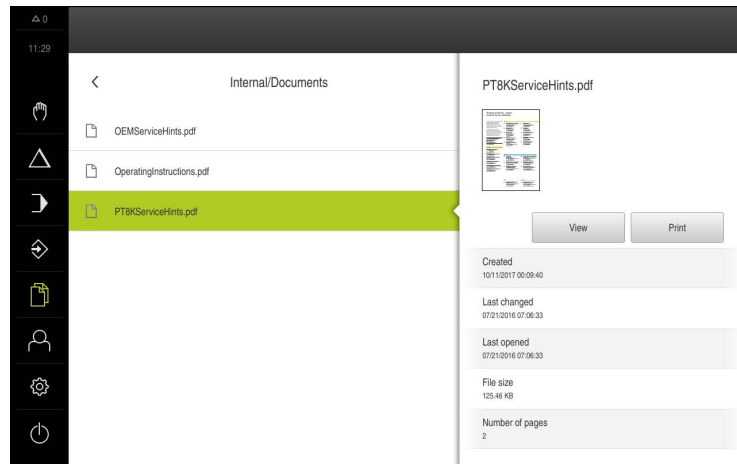 0
11:29
Internal/Documents
OEMServiceHints.pdf
OperatingInstructions.pdf
PT8KServiceHints.pdf
PT8KServiceHints.pdf
View
Print
Created
10/11/2017 00:09:40
Last changed
07/21/2016 07:06:33
Last opened
07/21/2016 07:06:33
File size
125.46 KB
Number of pages
2